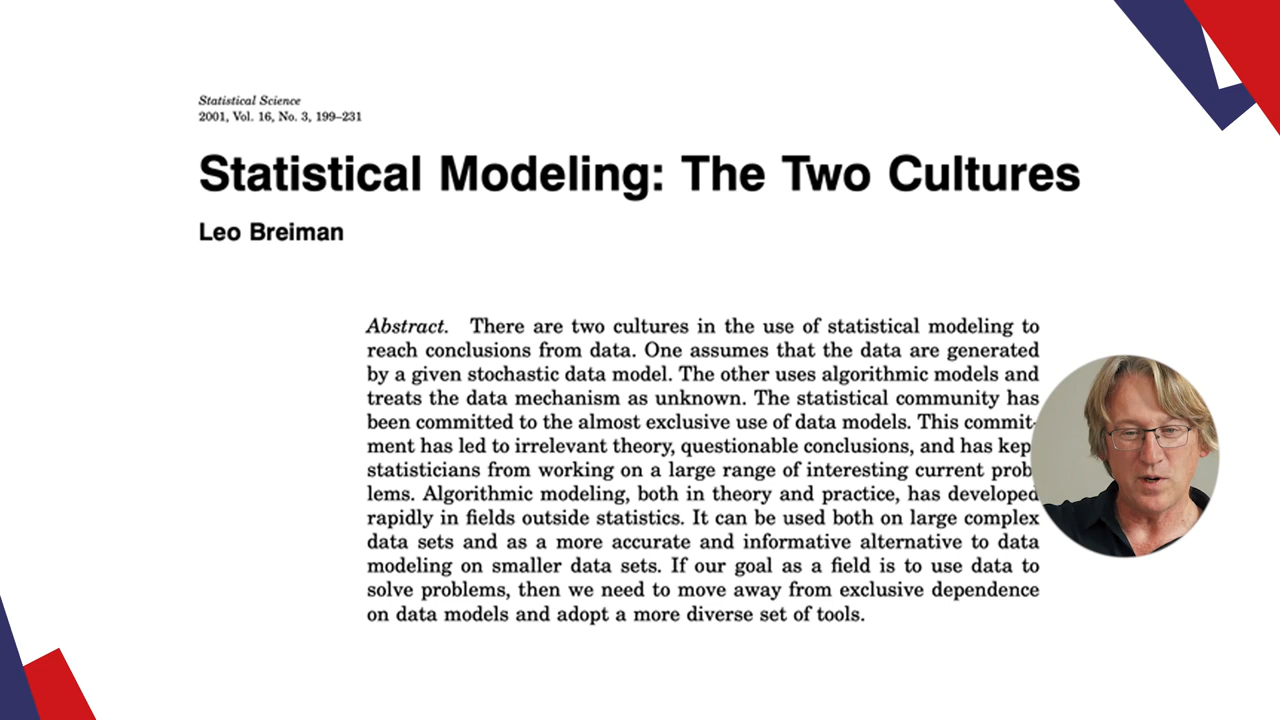 Statistical Science
2001, Vol. 16, No. 3, 199–231
Statistical Modeling: The Two Cultures
Leo Breiman
Abstract. There are two cultures in the use of statistical modeling to
reach conclusions from data. One assumes that the data are generated
by a given stochastic data model. The other uses algorithmic models and
treats the data mechanism as unknown. The statistical community has
been committed to the almost exclusive use of data models. This commit-
ment has led to irrelevant theory, questionable conclusions, and has kep
statisticians from working on a large range of interesting current prob
lems. Algorithmic modeling, both in theory and practice, has developed
rapidly in fields outside statistics. It can be used both on large complex
data sets and as a more accurate and informative alternative to data
modeling on smaller data sets. If our goal as a field is to use data to
solve problems, then we need to move away from exclusive dependence
on data models and adopt a more diverse set of tools.